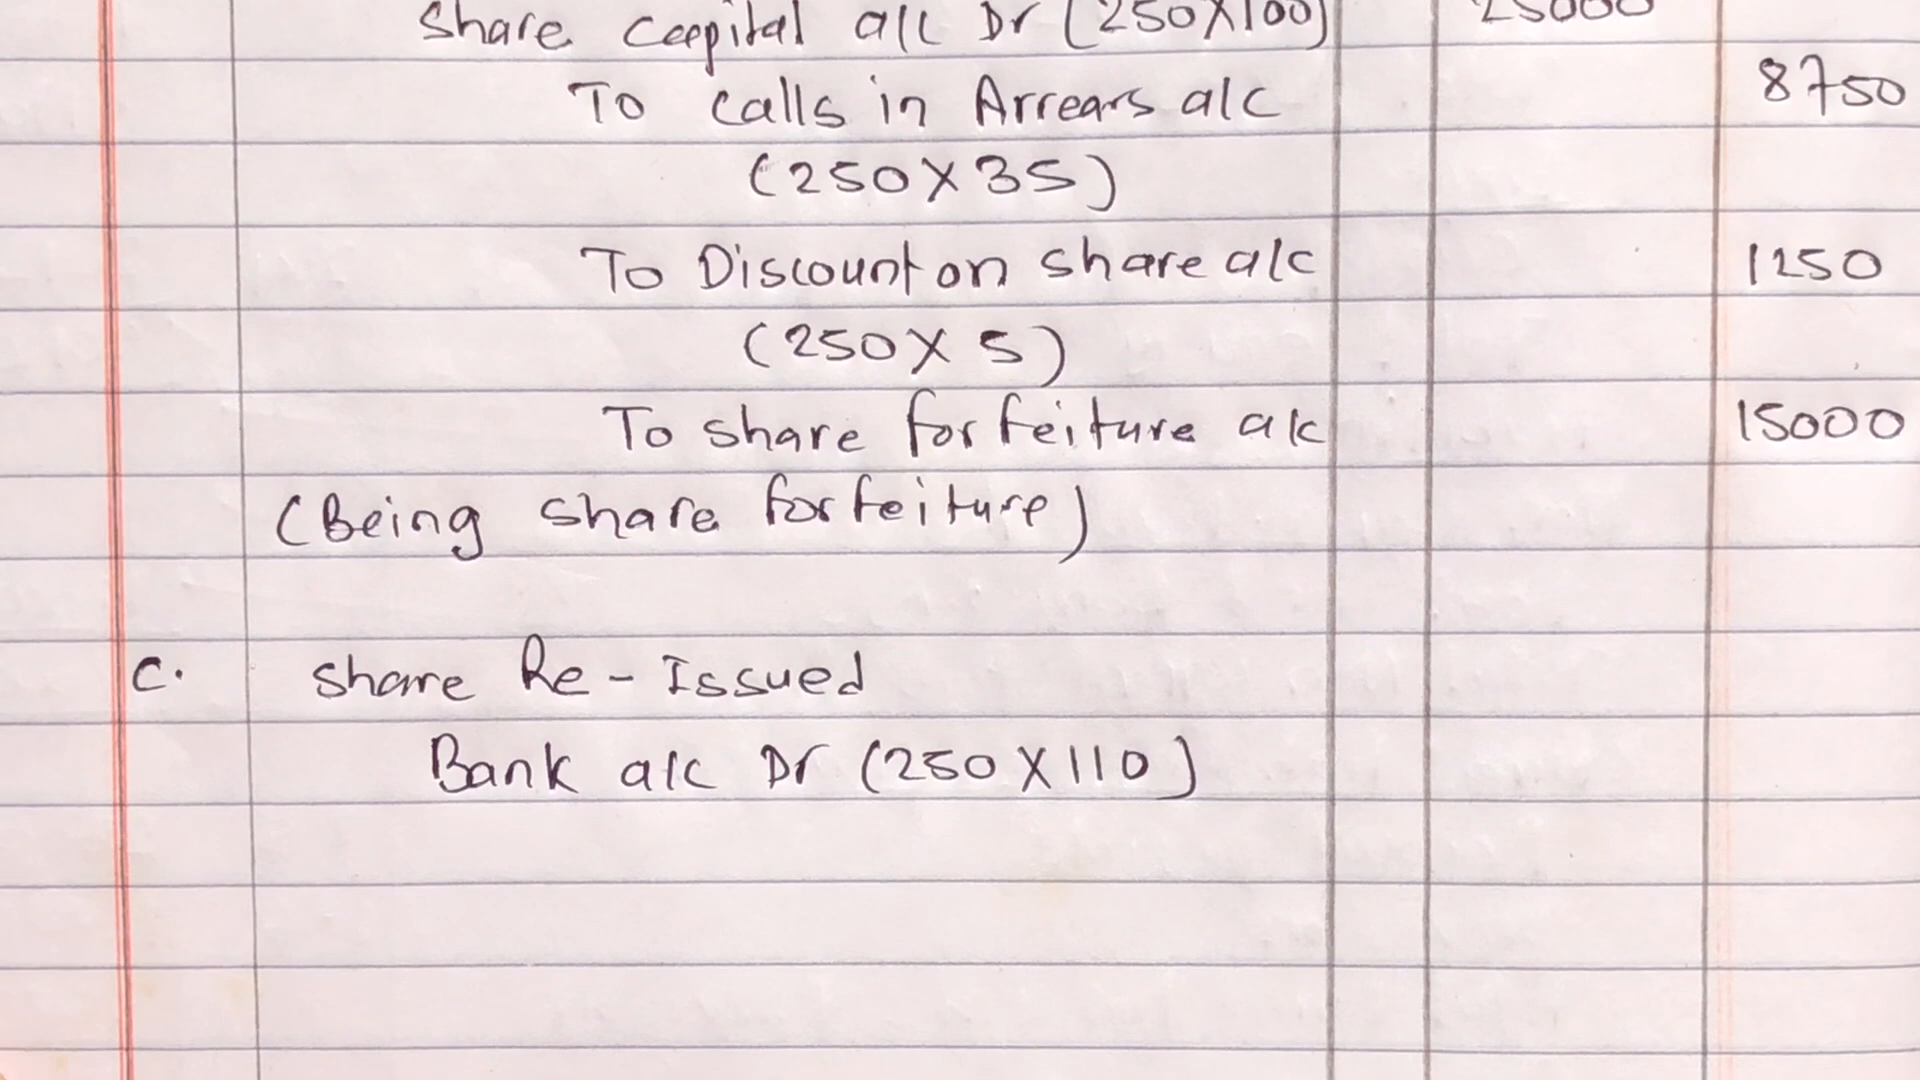 Share Capital a/c Dr (250X100) 25000
To Calls in Arrears a/c 8750
(250X35)
To Discount on share a/c 1250
(250X5)
To share forfeiture a/c 15000
(Being share forfeiture)
C. Share Re-Issued
Bank a/c Dr (250X110)